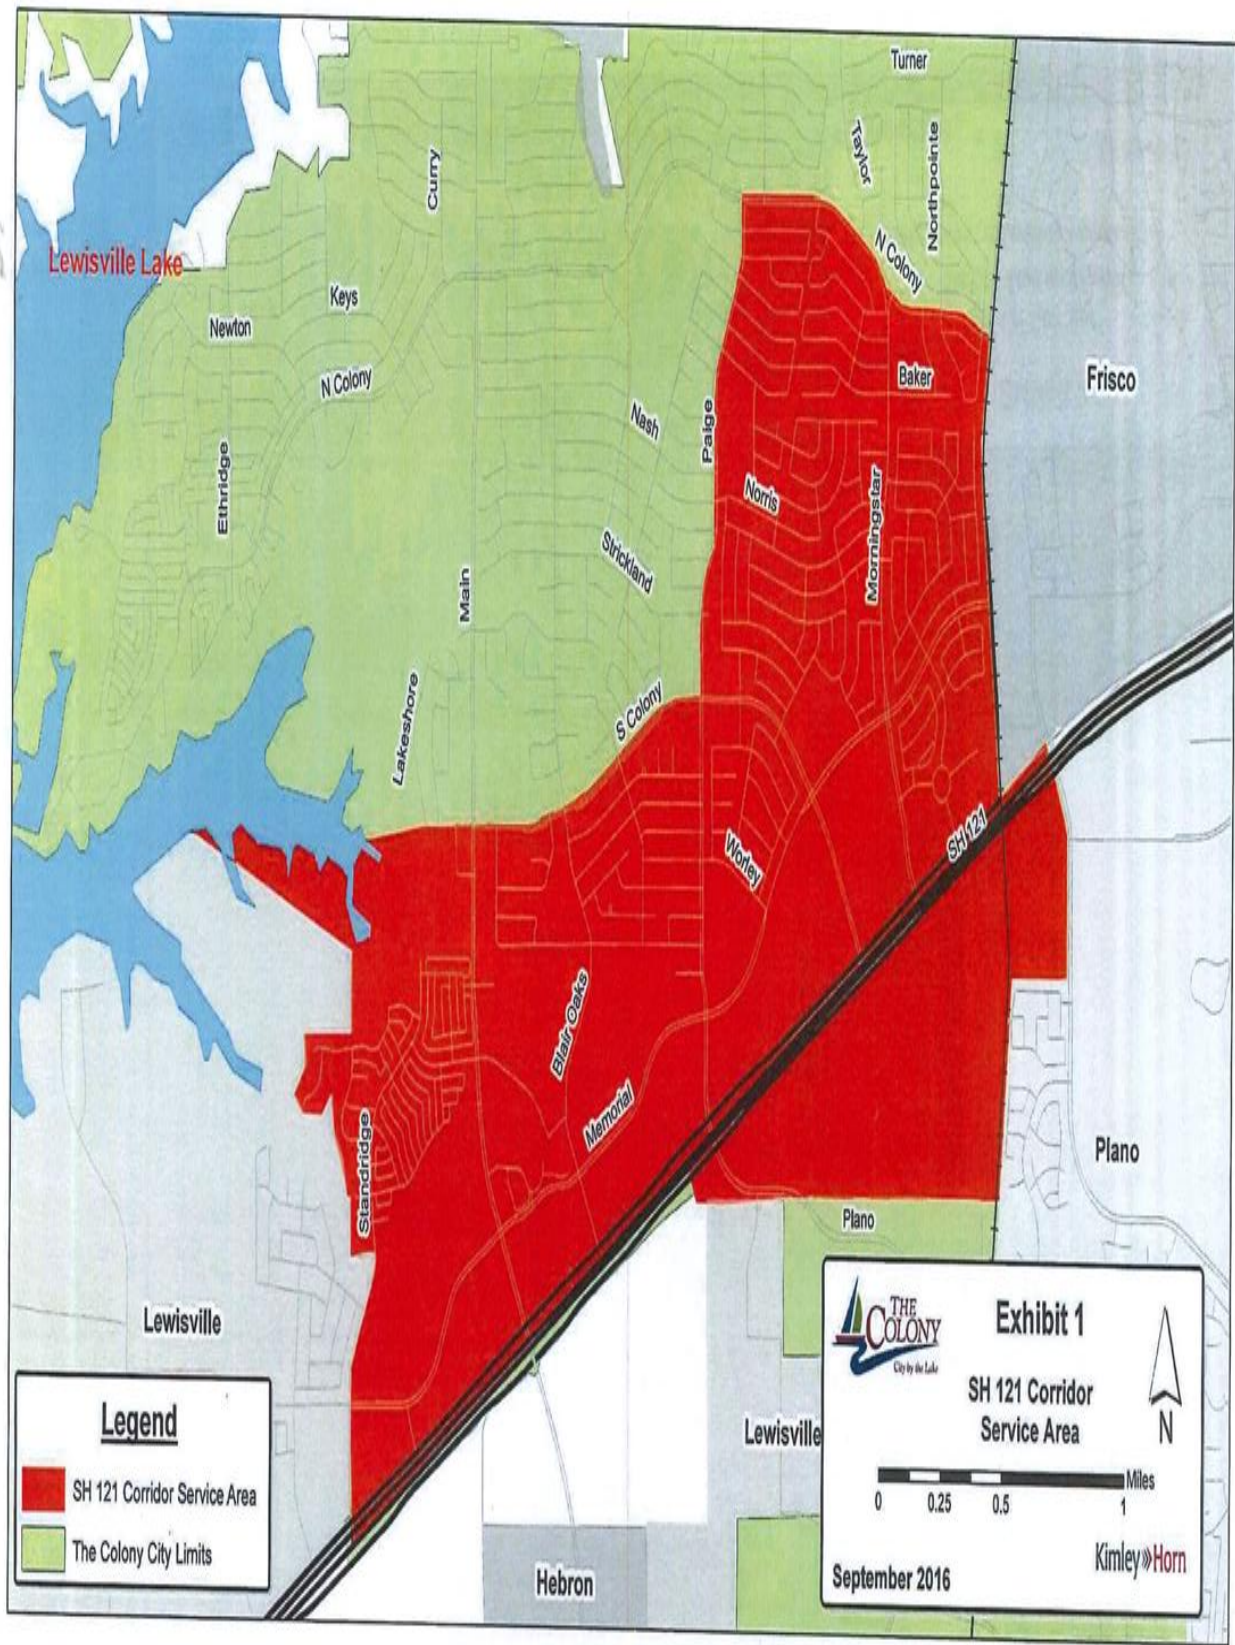 Turner
Taylor
Northpointe
Curry
N Colony
Lewisville Lake
Keys
Newton
N Colony
Baker
Frisco
Nash
Paige
Ethridge
Norris
Morningstar
Strickland
Main
Lakeshore
S Colony
SH 121
Worley
Blair Oaks
Memorial
Standridge
Plano
Plano
Lewisville
Lewisville
Hebron
Legend
SH 121 Corridor Service Area
The Colony City Limits
THE
COLONY
City by the Lake
Exhibit 1
SH 121 Corridor
Service Area
N
Miles
0 0.25 0.5 1
Kimley»Horn
September 2016